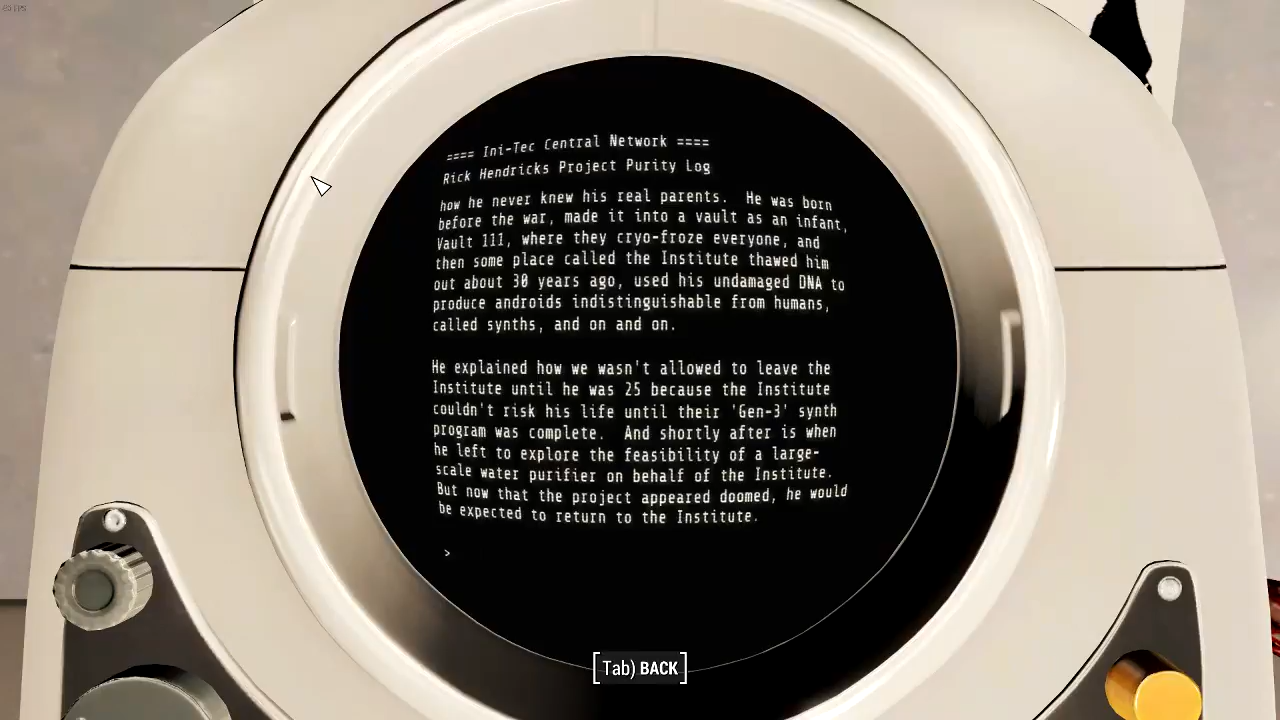 ==== Ini-Tec Central Network ====
Rick Hendricks Project Purity Log
how he never knew his real parents.  He was born
before the war, made it into a vault as an infant,
Vault 111, where they cryo-froze everyone, and
then some place called the Institute thawed him
out about 30 years ago, used his undamaged DNA to
produce androids indistinguishable from humans,
called synths, and on and on.
He explained how we wasn't allowed to leave the
Institute until he was 25 because the Institute
couldn't risk his life until their 'Gen-3' synth
program was complete.  And shortly after is when
he left to explore the feasibility of a large-
scale water purifier on behalf of the Institute.
But now that the project appeared doomed, he would
be expected to return to the Institute.
>
[Tab) BACK]